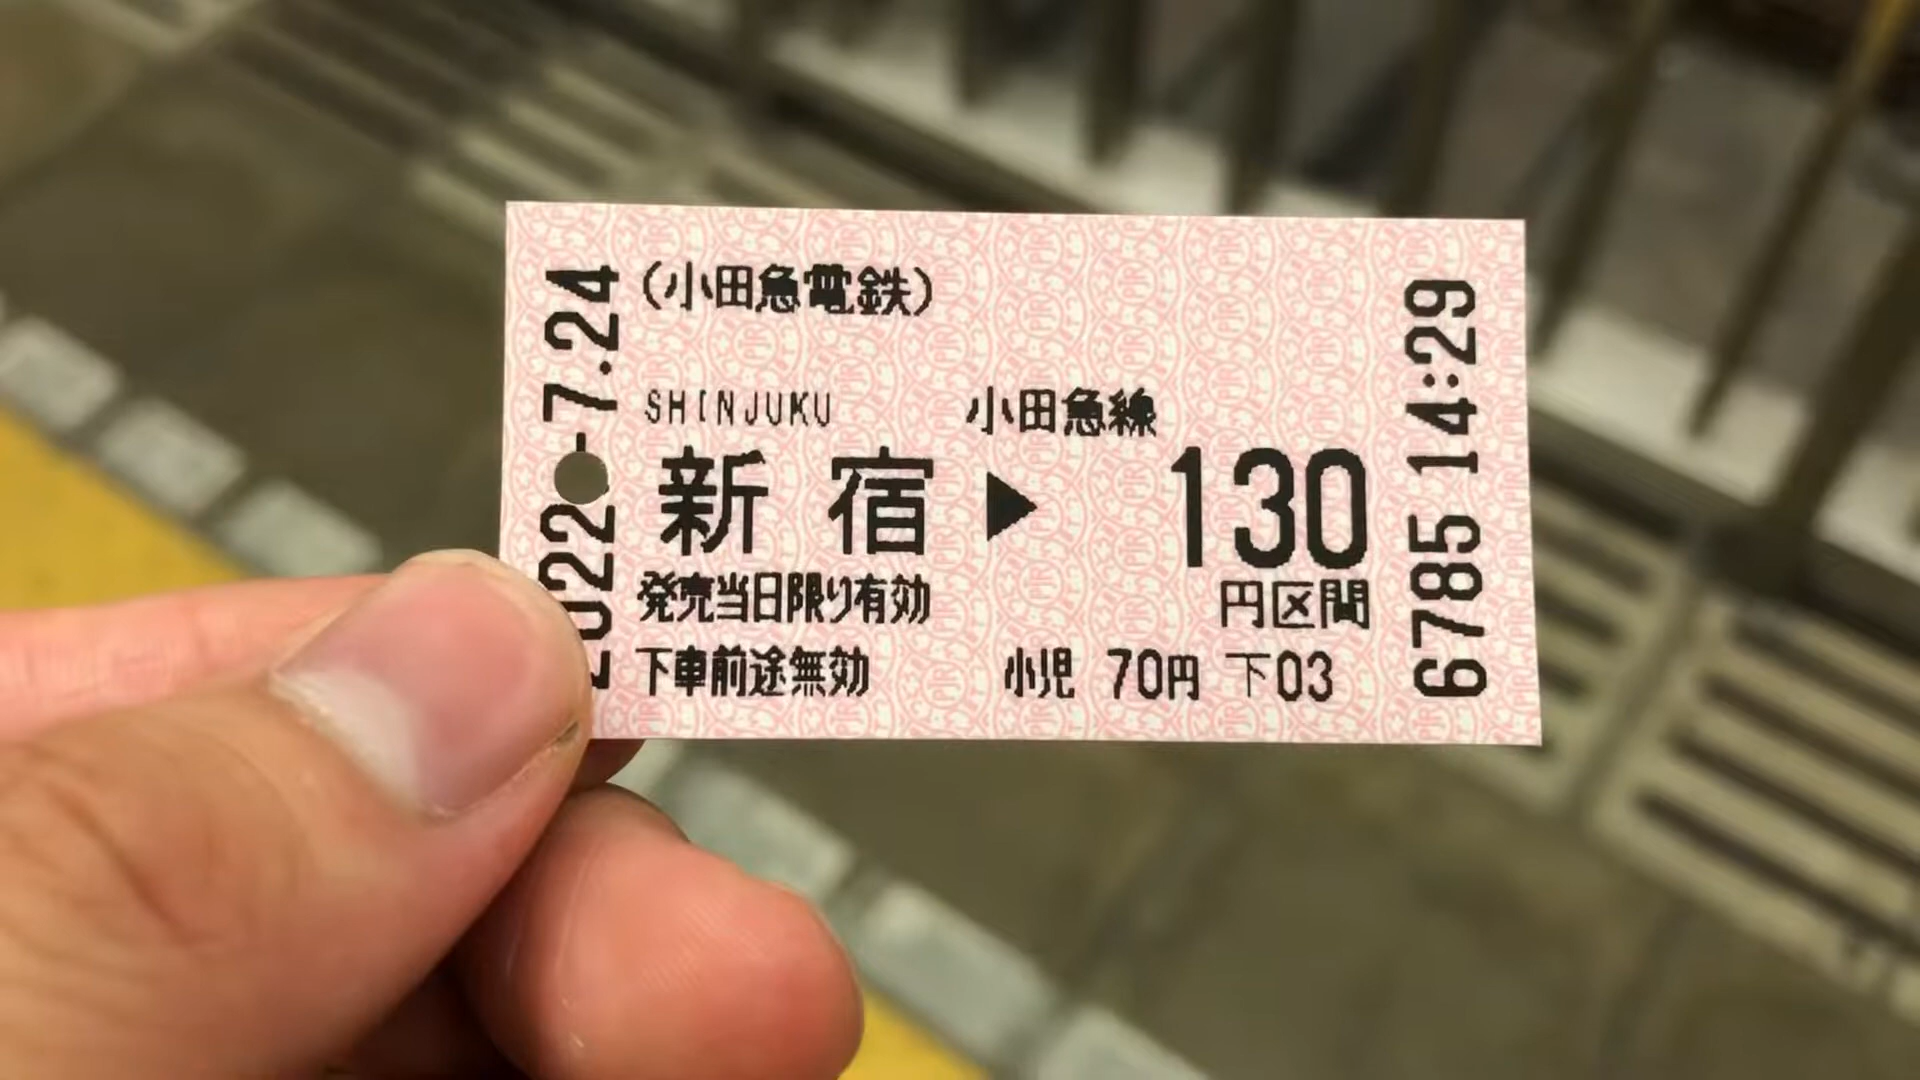 (小田急電鉄)
SHINJUKU 小田急線
新宿▶130
円区間
発売当日限り有効
下車前途無効 小児 70円 下03
2022-7.24
6785 14:29